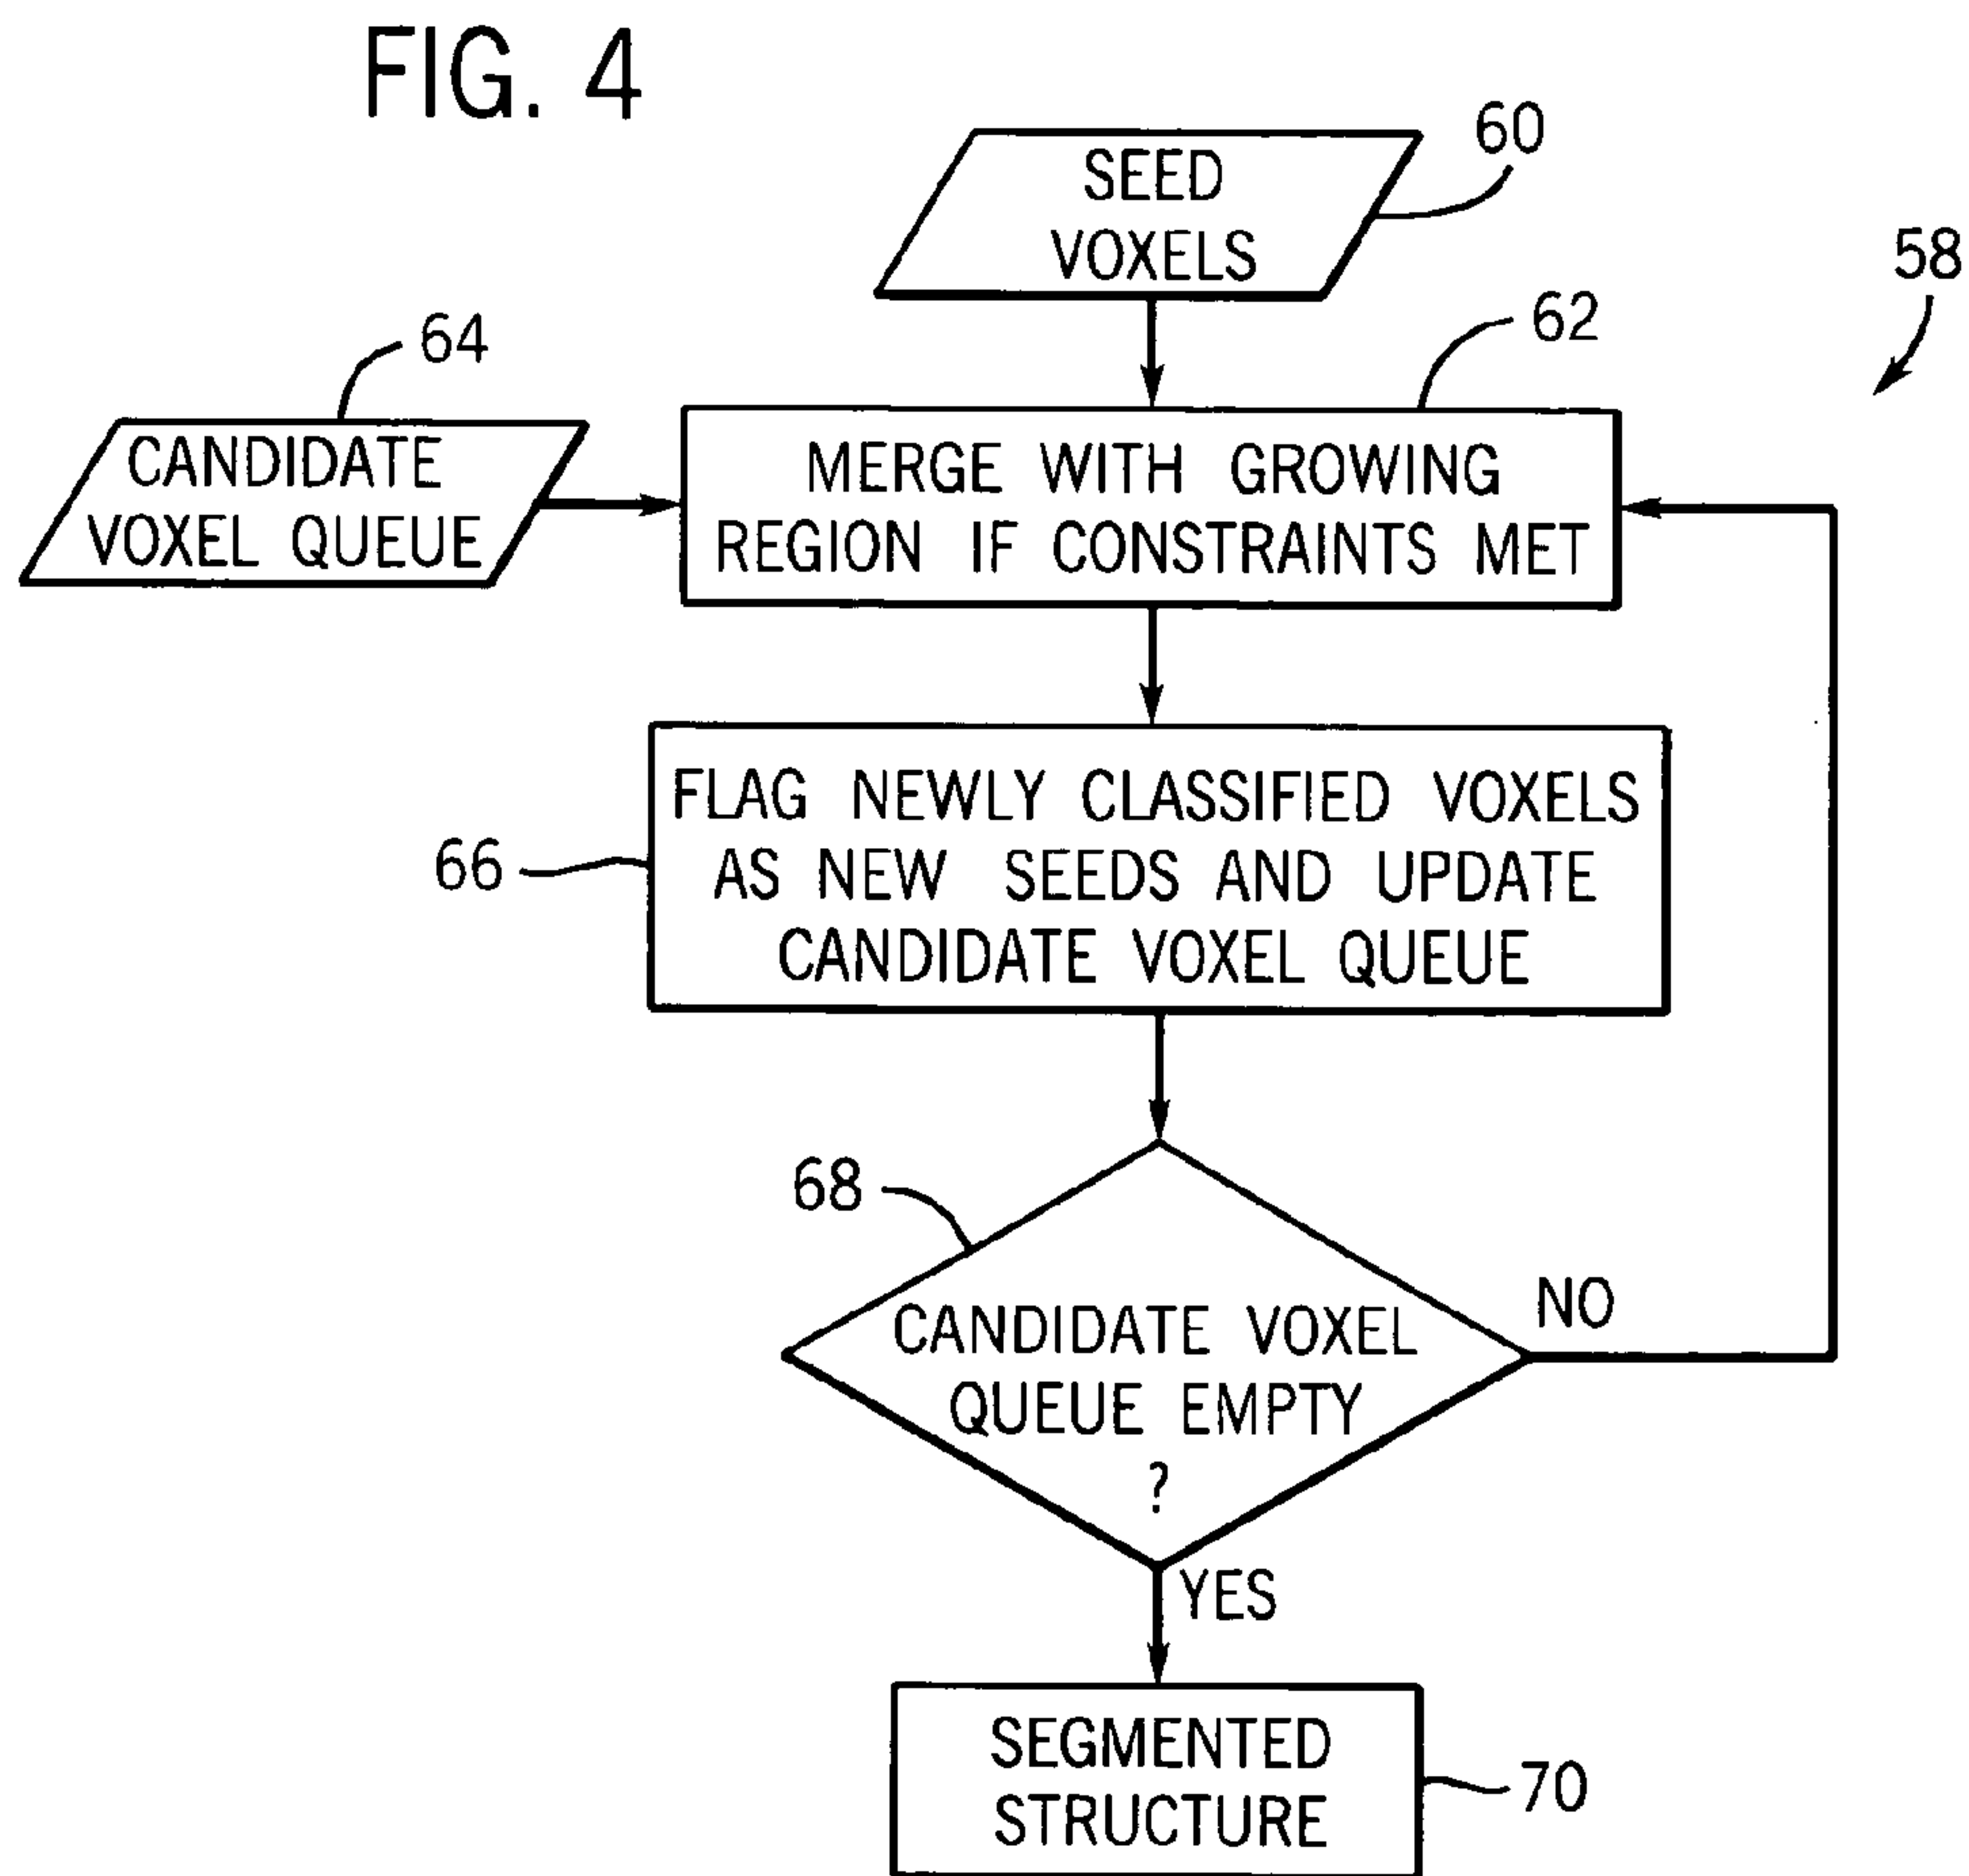 FIG. 4
SEED
VOXELS
60
58
62
64
CANDIDATE
VOXEL QUEUE
MERGE WITH GROWING
REGION IF CONSTRAINTS MET
FLAG NEWLY CLASSIFIED VOXELS
AS NEW SEEDS AND UPDATE
CANDIDATE VOXEL QUEUE
66
68
CANDIDATE VOXEL
QUEUE EMPTY
?
NO
YES
SEGMENTED
STRUCTURE
70